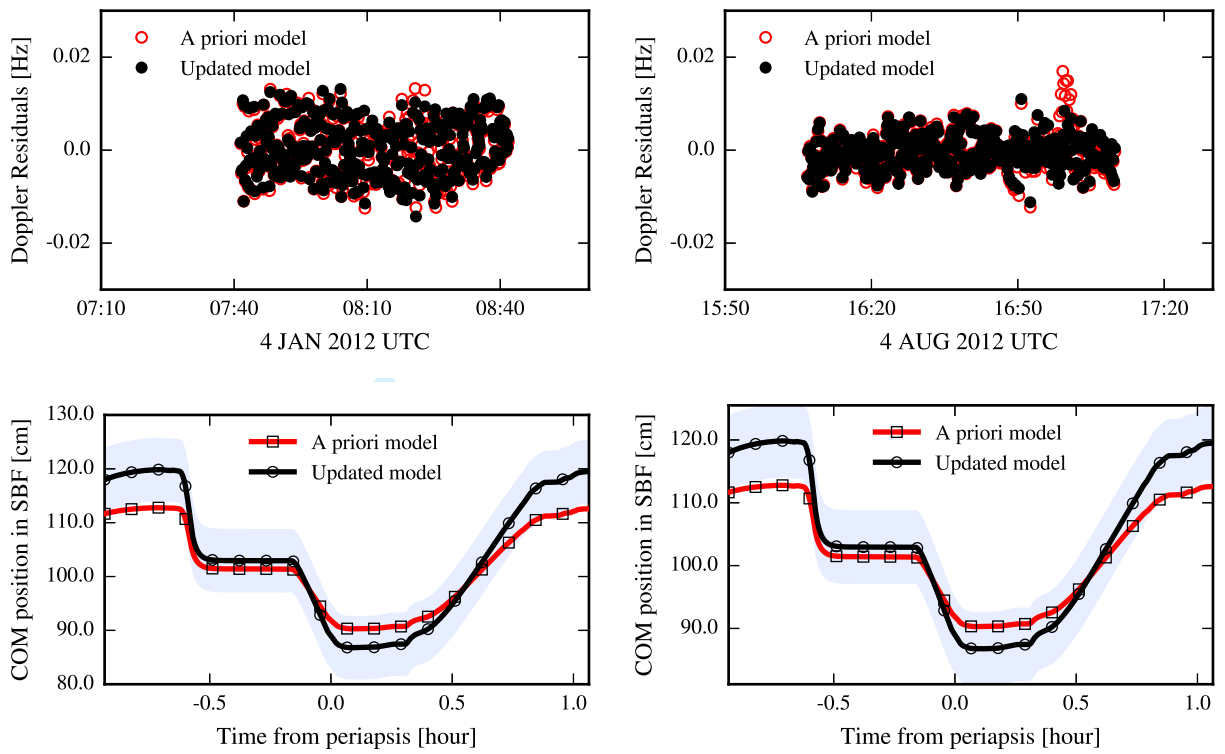 0.02
0.0
-0.02
Doppler Residuals [Hz]
A priori model
Updated model
07:10 07:40 08:10 08:40
4 JAN 2012 UTC
0.02
0.0
-0.02
Doppler Residuals [Hz]
A priori model
Updated model
15:50 16:20 16:50 17:20
4 AUG 2012 UTC
130.0
120.0
110.0
100.0
90.0
80.0
COM position in SBF [cm]
A priori model
Updated model
-0.5 0.0 0.5 1.0
Time from periapsis [hour]
120.0
110.0
100.0
90.0
COM position in SBF [cm]
A priori model
Updated model
-0.5 0.0 0.5 1.0
Time from periapsis [hour]